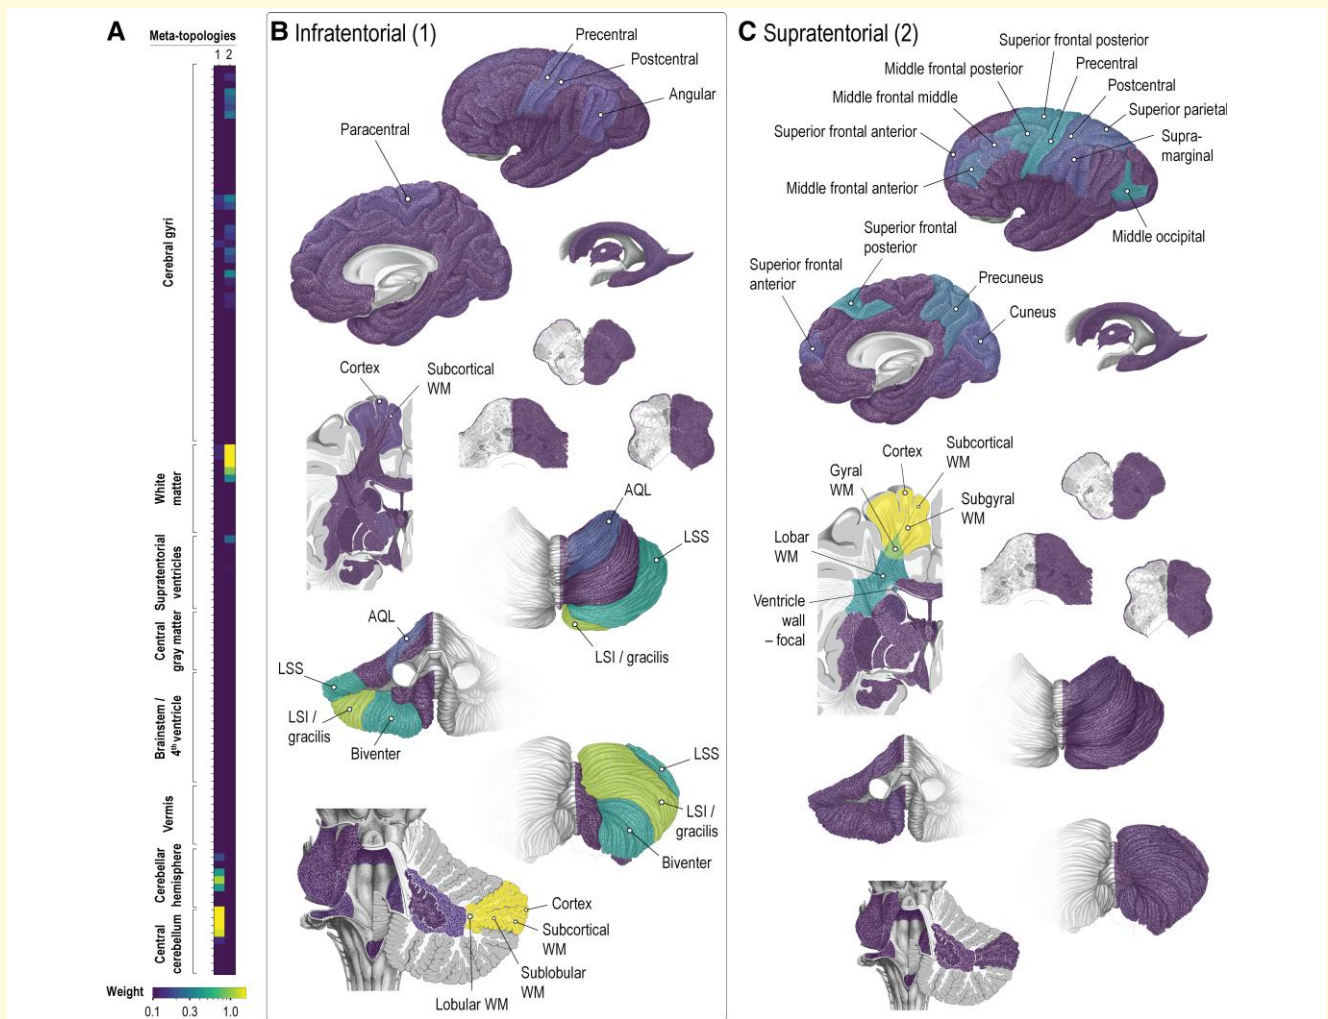 A
Meta-topologies
1 2
Cerebral gyri
White
matter
Supratentorial
ventricles
Central
gray matter
Brainstem /
4th ventricle
Vermis
Cerebellar
hemisphere
Central
cerebellum
Weight
0.1 0.3 1.0
B Infratentorial (1)
Precentral
Postcentral
Angular
Paracentral
Cortex
Subcortical
WM
AQL
LSS
LSI / gracilis
AQL
LSS
LSI /
gracilis
Biventer
LSS
LSI /
gracilis
Biventer
Cortex
Subcortical
WM
Sublobular
WM
Lobular WM
C Supratentorial (2)
Superior frontal posterior
Middle frontal posterior
Precentral
Postcentral
Middle frontal middle
Superior parietal
Superior frontal anterior
Supra-
marginal
Middle frontal anterior
Middle occipital
Superior frontal
posterior
Superior frontal
anterior
Precuneus
Cuneus
Cortex
Subcortical
WM
Gyral
WM
Subgyral
WM
Lobar
WM
Ventricle
wall
– focal